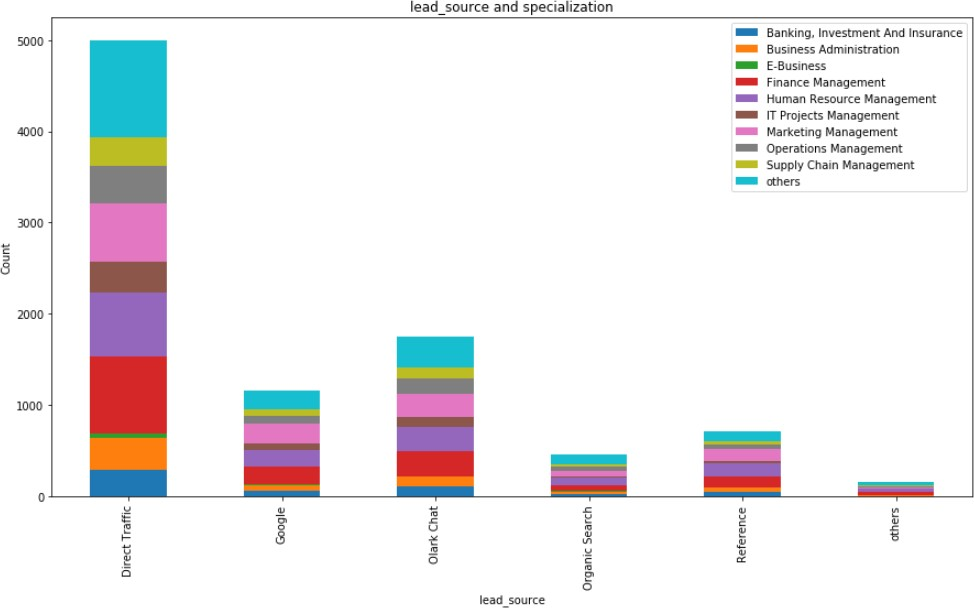 lead_source and specialization
Banking, Investment And Insurance
Business Administration
E-Business
Finance Management
Human Resource Management
IT Projects Management
Marketing Management
Operations Management
Supply Chain Management
others
Count
5000
4000
3000
2000
1000
0
Direct Traffic
Google
Olark Chat
Organic Search
Reference
others
lead_source